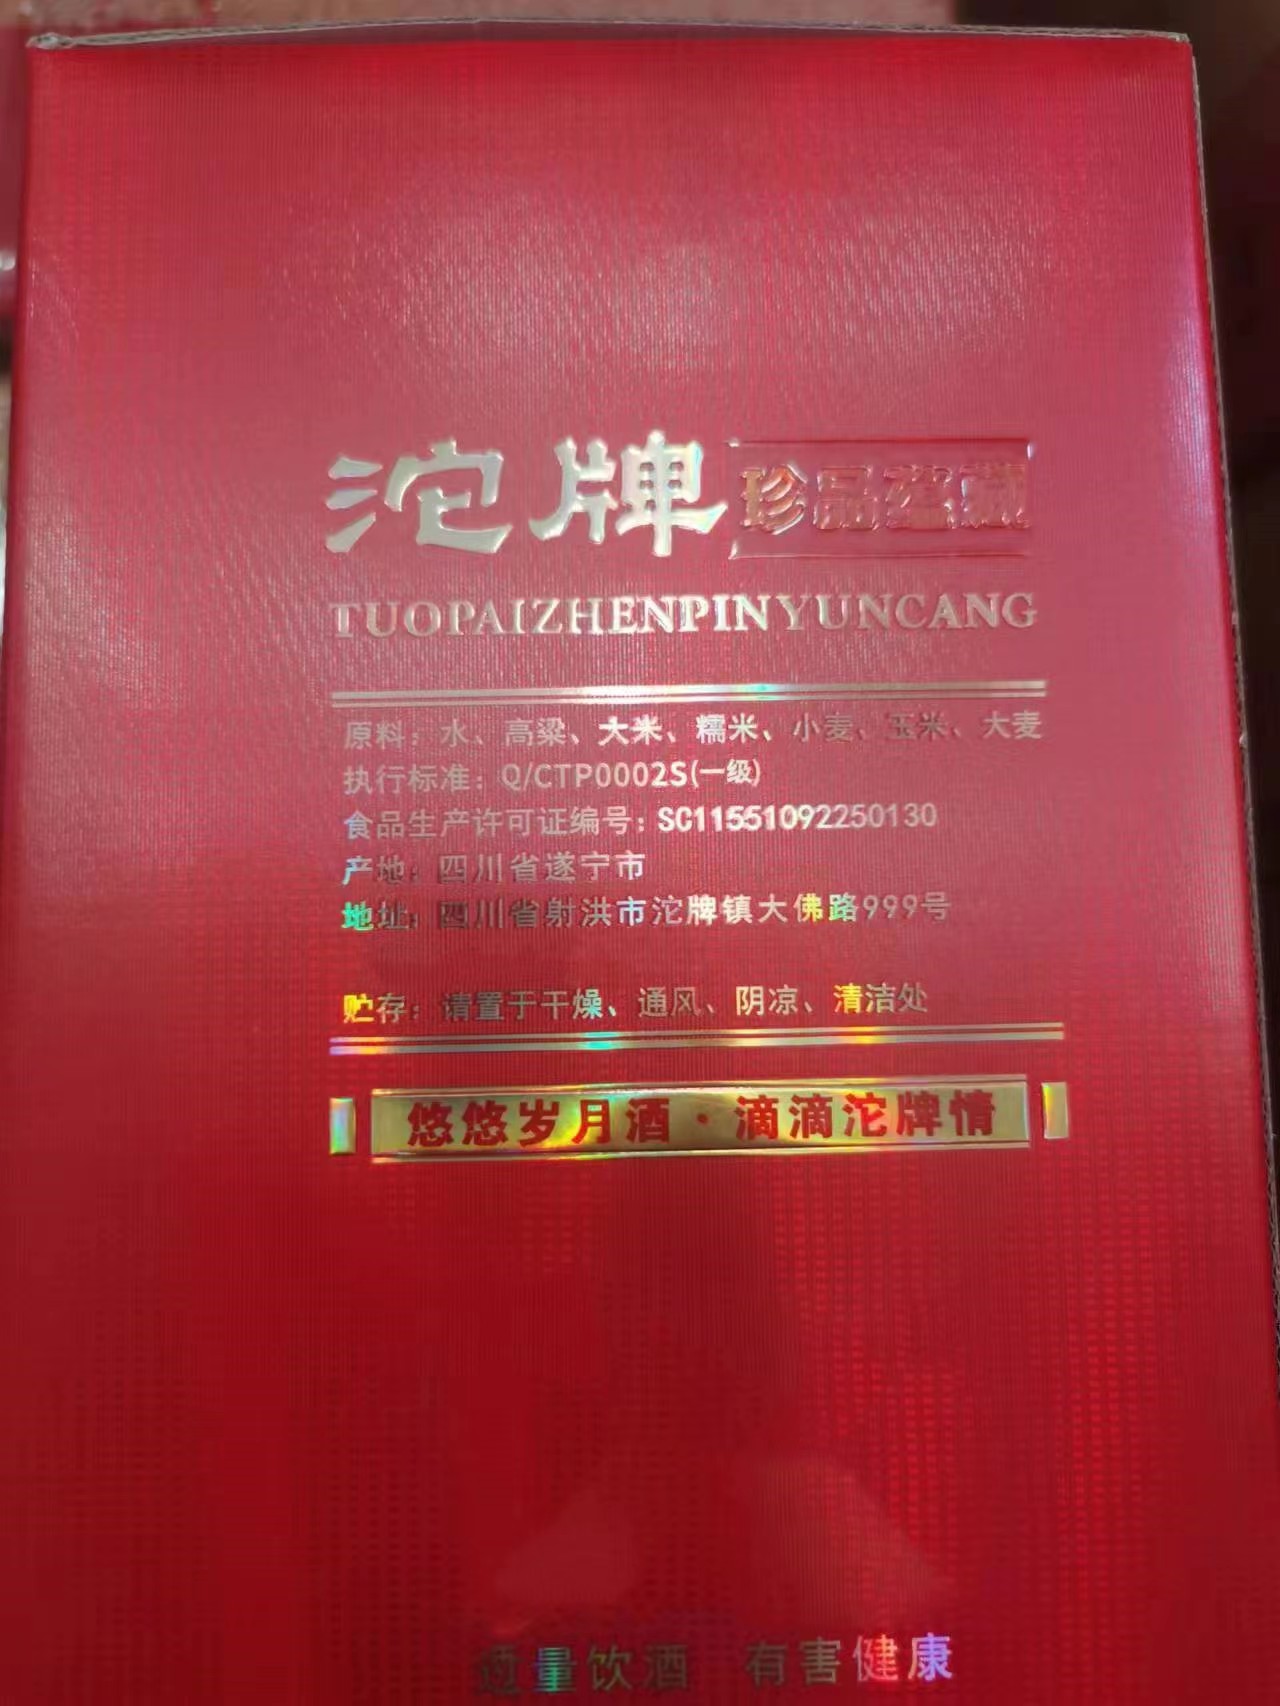 沱牌 珍品蕴藏
TUOPAIZHENPINYUNCANG
原料：水、高粱、大米、糯米、小麦、玉米、大麦
执行标准：Q/CTP0002S(一级)
食品生产许可证编号：SC11551092250130
产地：四川省遂宁市
地址：四川省射洪市沱牌镇大佛路999号
贮存：请置于干燥、通风、阴凉、清洁处
悠悠岁月酒·滴滴沱牌情
过量饮酒 有害健康